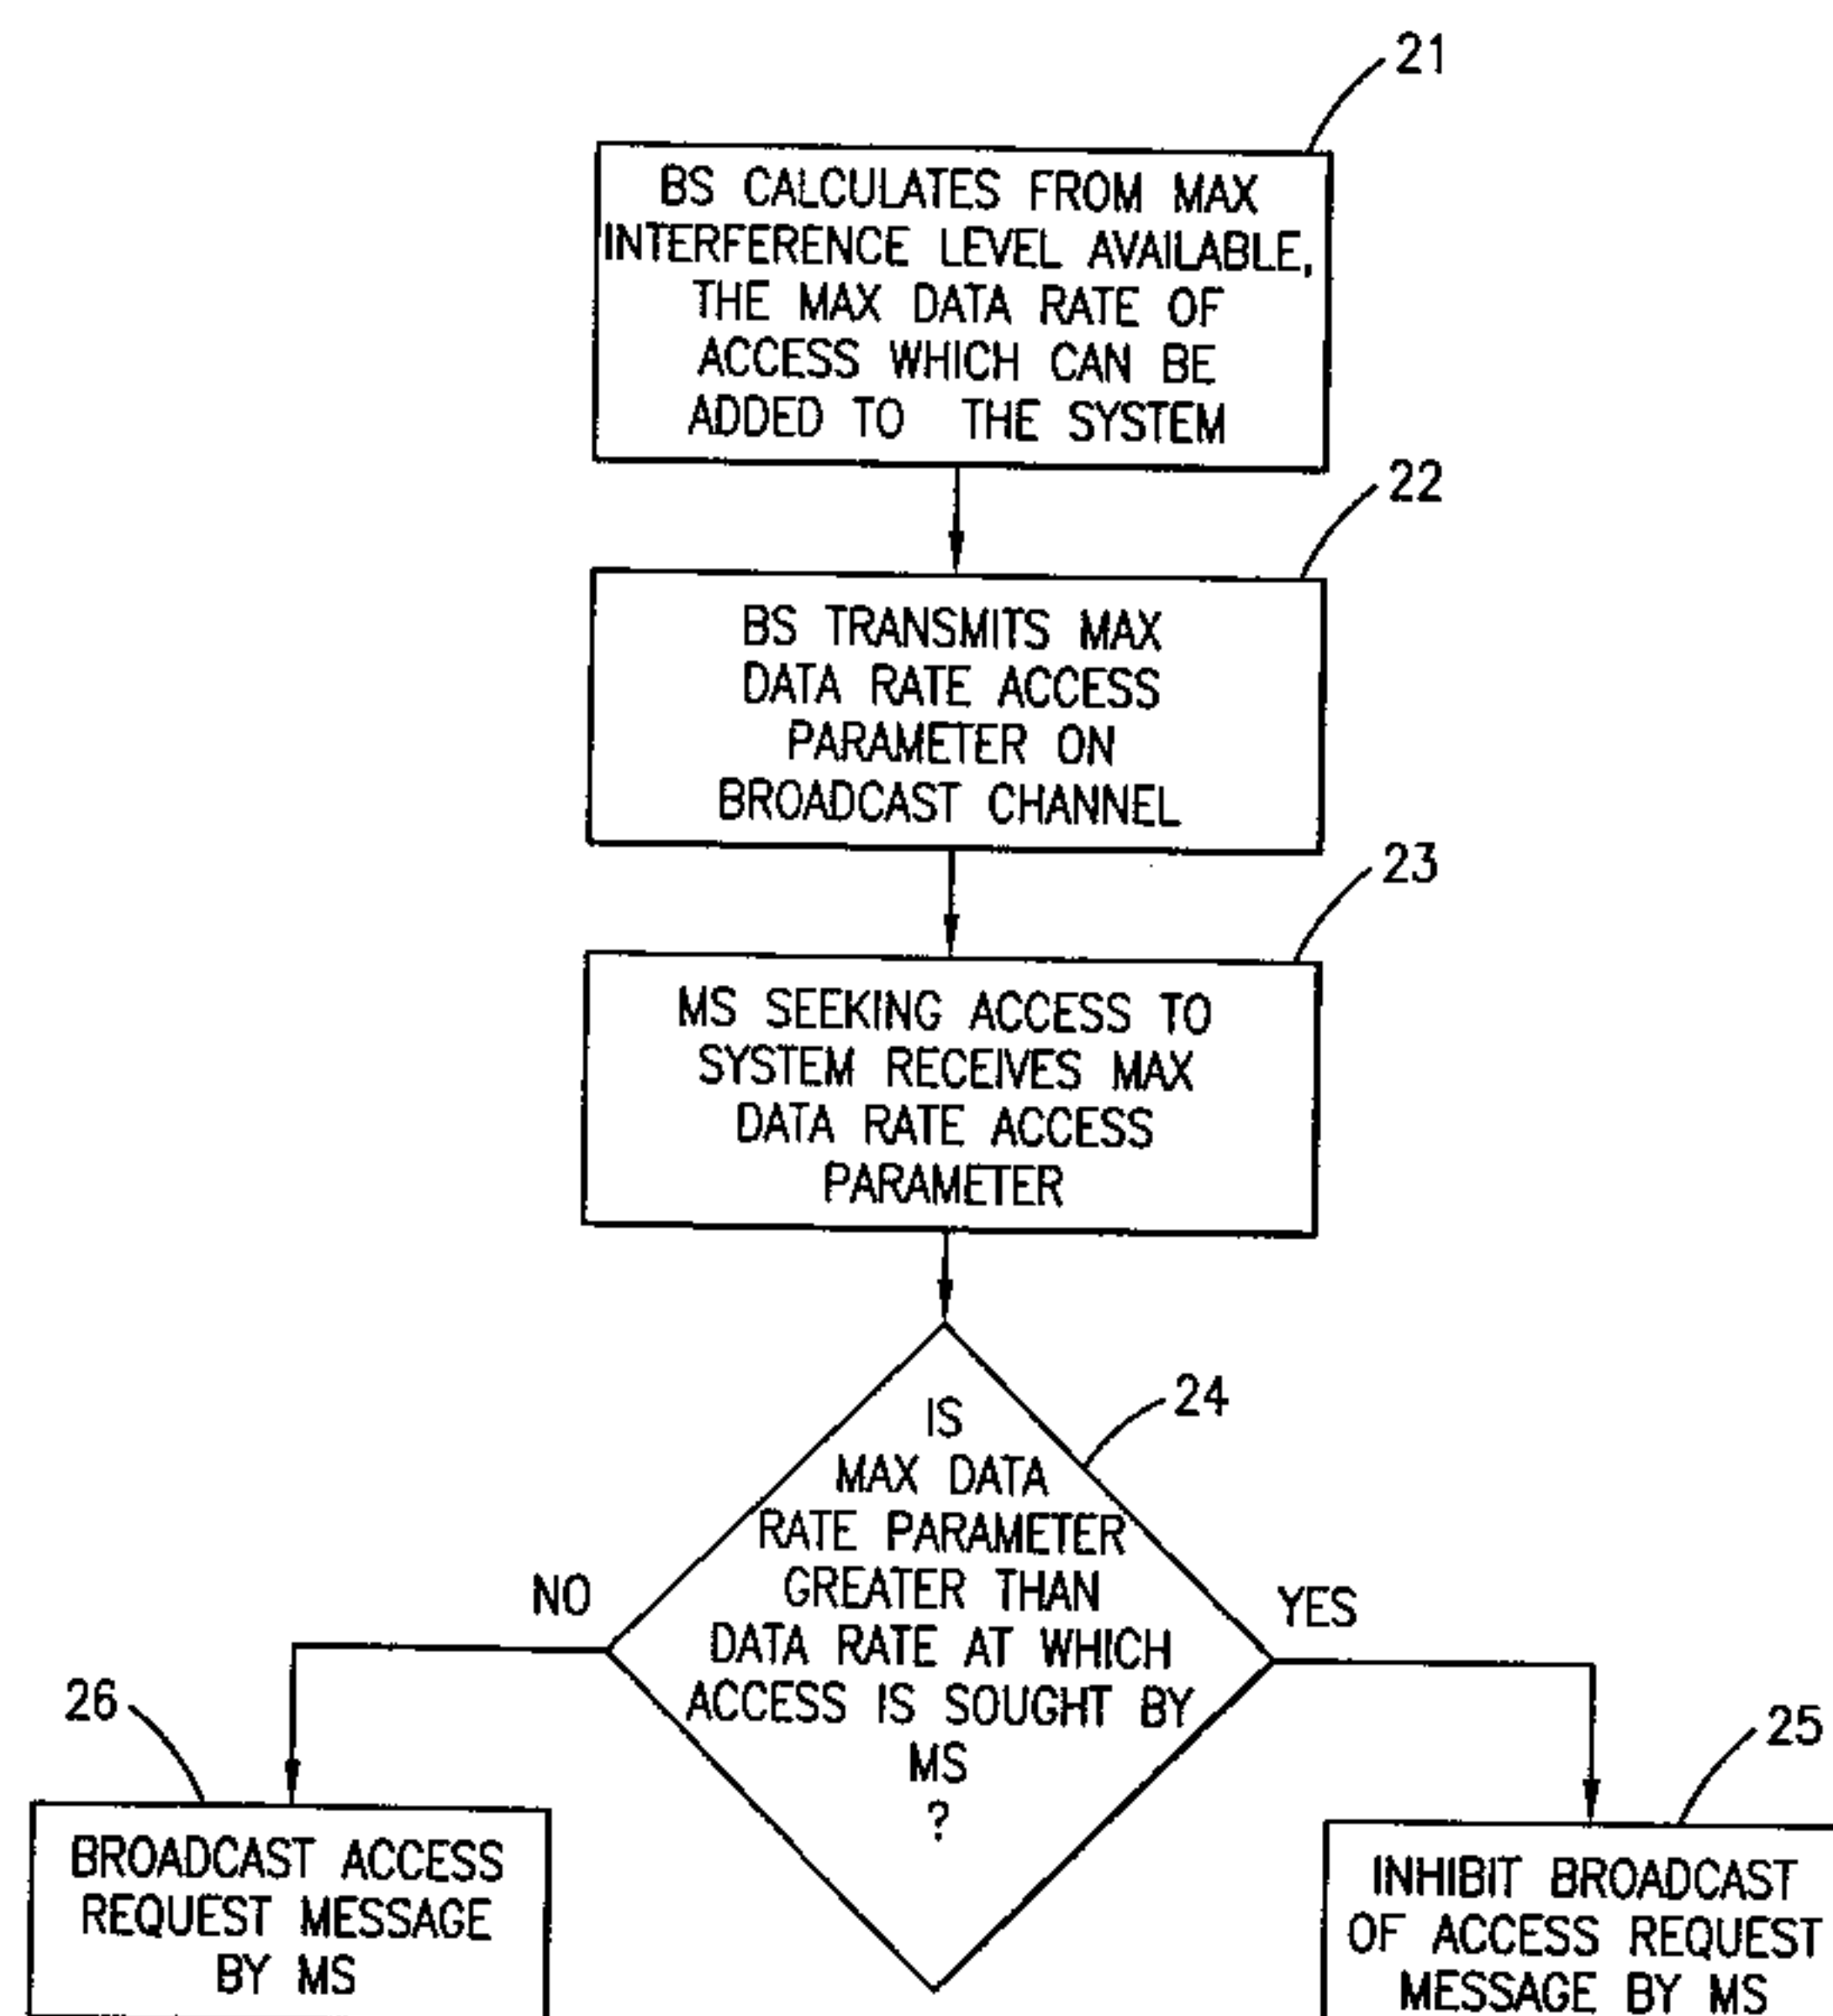 21
BS CALCULATES FROM MAX
INTERFERENCE LEVEL AVAILABLE,
THE MAX DATA RATE OF
ACCESS WHICH CAN BE
ADDED TO THE SYSTEM
22
BS TRANSMITS MAX
DATA RATE ACCESS
PARAMETER ON
BROADCAST CHANNEL
23
MS SEEKING ACCESS TO
SYSTEM RECEIVES MAX
DATA RATE ACCESS
PARAMETER
24
IS
MAX DATA
RATE PARAMETER
GREATER THAN
DATA RATE AT WHICH
ACCESS IS SOUGHT BY
MS
?
NO
YES
26
BROADCAST ACCESS
REQUEST MESSAGE
BY MS
25
INHIBIT BROADCAST
OF ACCESS REQUEST
MESSAGE BY MS